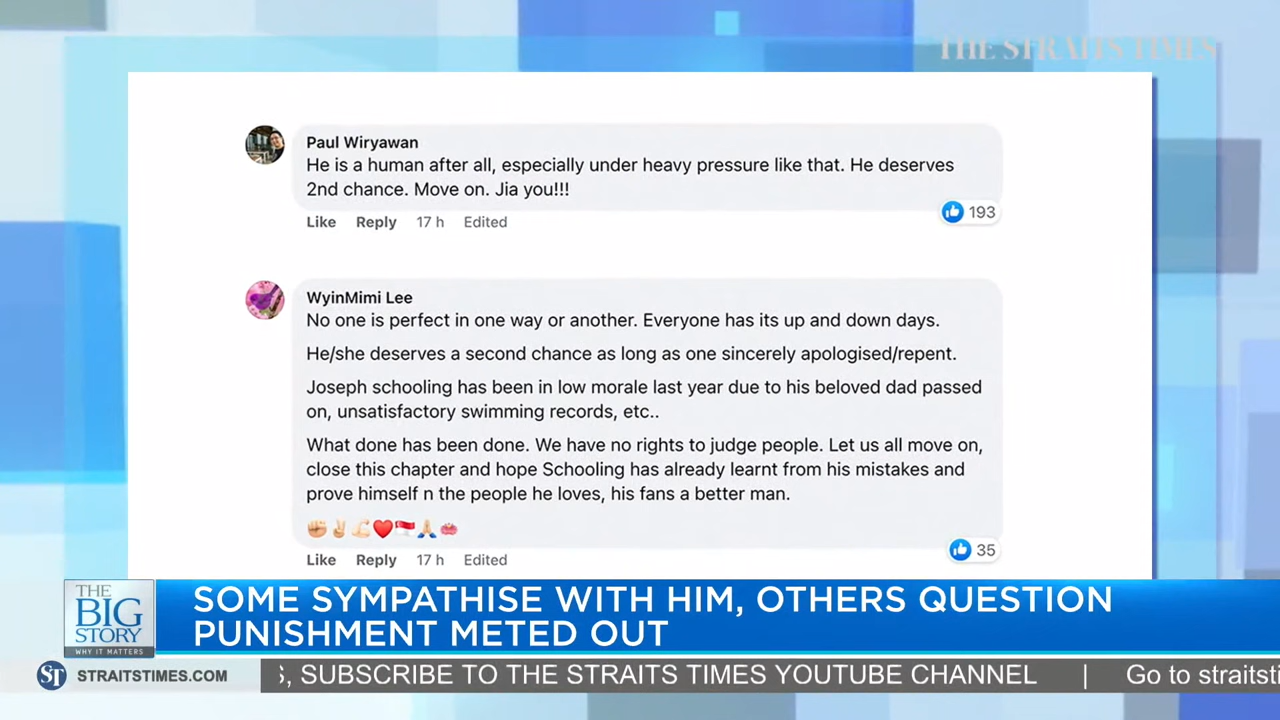 THE STRAITS TIMES
Paul Wiryawan
He is a human after all, especially under heavy pressure like that. He deserves
2nd chance. Move on. Jia you!!!
193
Like Reply 17 h Edited
WyinMimi Lee
No one is perfect in one way or another. Everyone has its up and down days.
He/she deserves a second chance as long as one sincerely apologised/repent.
Joseph schooling has been in low morale last year due to his beloved dad passed
on, unsatisfactory swimming records, etc..
What done has been done. We have no rights to judge people. Let us all move on,
close this chapter and hope Schooling has already learnt from his mistakes and
prove himself n the people he loves, his fans a better man.
✊🏼✌🏼💪🏼❤️🇸🇬🙏🏼🪷
35
Like Reply 17 h Edited
THE
BIG
STORY
WHY IT MATTERS
SOME SYMPATHISE WITH HIM, OTHERS QUESTION
PUNISHMENT METED OUT
ST STRAITSTIMES.COM
, SUBSCRIBE TO THE STRAITS TIMES YOUTUBE CHANNEL | Go to straitsti